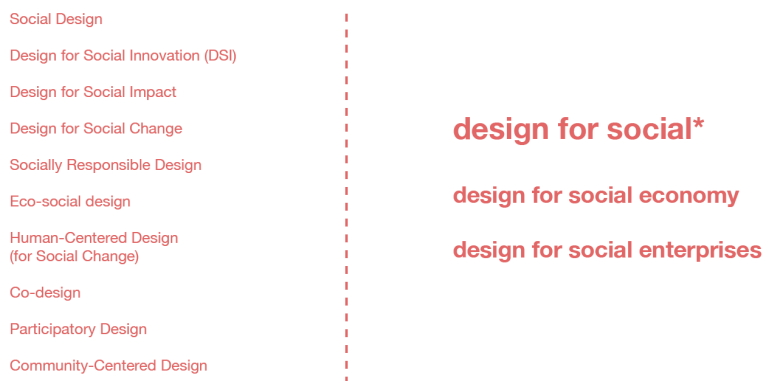 Social Design
Design for Social Innovation (DSI)
Design for Social Impact
Design for Social Change
Socially Responsible Design
Eco-social design
Human-Centered Design
(for Social Change)
Co-design
Participatory Design
Community-Centered Design
design for social*
design for social economy
design for social enterprises